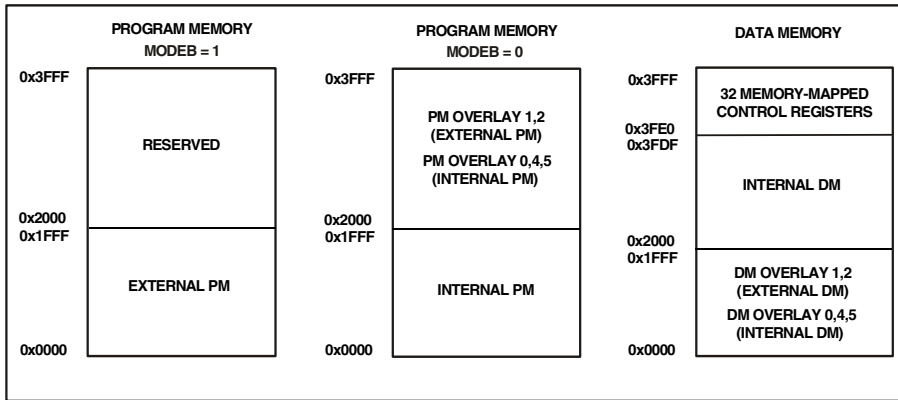 PROGRAM MEMORY
MODEB = 1
0x3FFF
RESERVED
0x2000
0x1FFF
EXTERNAL PM
0x0000
PROGRAM MEMORY
MODEB = 0
0x3FFF
PM OVERLAY 1,2
(EXTERNAL PM)
PM OVERLAY 0,4,5
(INTERNAL PM)
0x2000
0x1FFF
INTERNAL PM
0x0000
DATA MEMORY
0x3FFF
32 MEMORY-MAPPED
CONTROL REGISTERS
0x3FE0
0x3FDF
INTERNAL DM
0x2000
0x1FFF
DM OVERLAY 1,2
(EXTERNAL DM)
DM OVERLAY 0,4,5
(INTERNAL DM)
0x0000